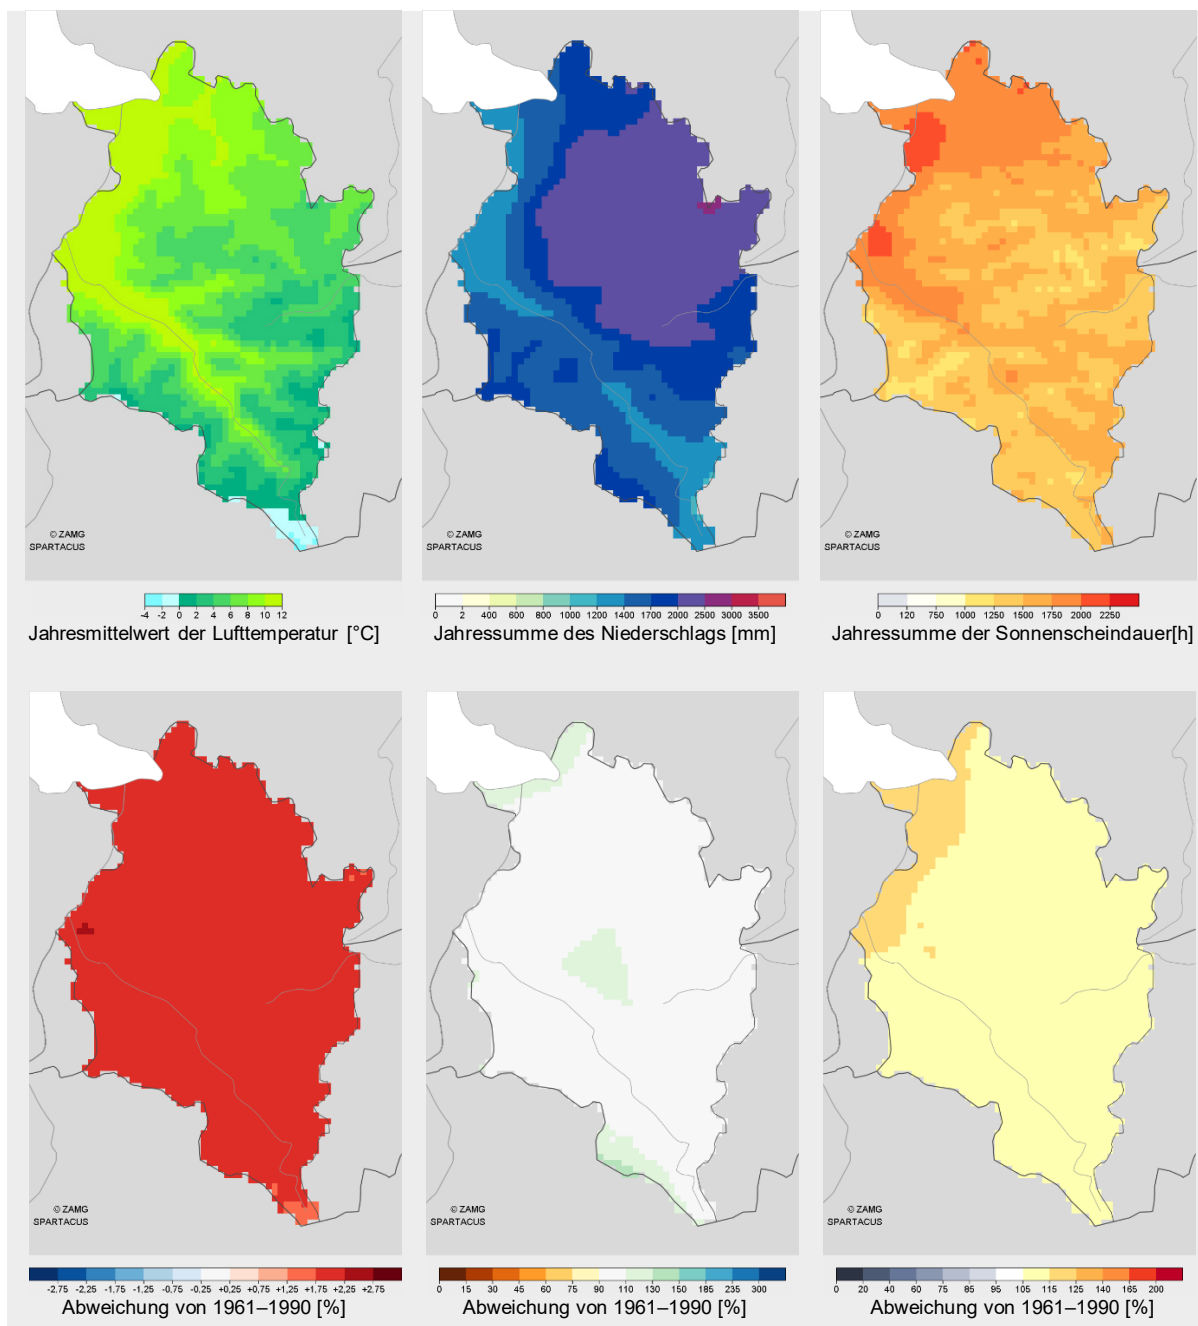 © ZAMG
SPARTACUS
© ZAMG
SPARTACUS
© ZAMG
SPARTACUS
-4 -2 0 2 4 6 8 10 12
0 2 400 600 800 1000 1200 1400 1700 2000 2500 3000 3500
0 120 750 1000 1250 1500 1750 2000 2250
Jahresmittelwert der Lufttemperatur [°C]
Jahressumme des Niederschlags [mm]
Jahressumme der Sonnenscheindauer[h]
© ZAMG
SPARTACUS
© ZAMG
SPARTACUS
© ZAMG
SPARTACUS
-2.75 -2.25 -1.75 -1.25 -0.75 -0.25 +0.25 +0.75 +1.25 +1.75 +2.25 +2.75
0 15 30 45 60 75 90 110 130 150 185 235 300
0 20 40 60 75 85 95 105 115 125 140 165 200
Abweichung von 1961–1990 [%]
Abweichung von 1961–1990 [%]
Abweichung von 1961–1990 [%]